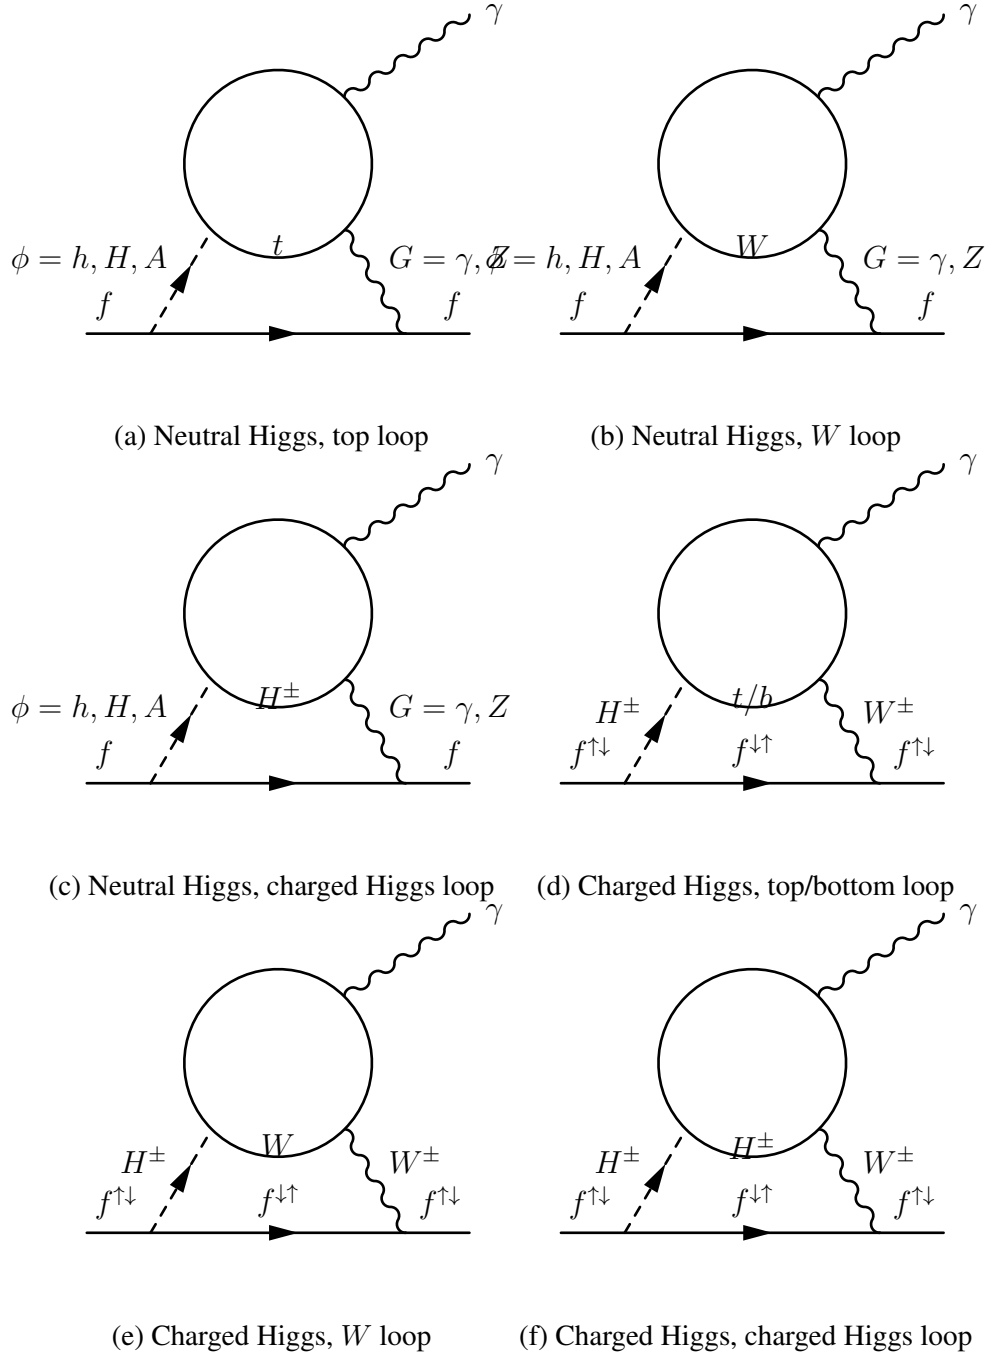 γ
γ
t
W
ϕ = h, H, A
G = γ, Z
ϕ = h, H, A
G = γ, Z
f
f
f
f
(a) Neutral Higgs, top loop
(b) Neutral Higgs, W loop
γ
γ
H±
t/b
ϕ = h, H, A
G = γ, Z
H±
W±
f
f
f↑↓
f↓↑
f↑↓
(c) Neutral Higgs, charged Higgs loop
(d) Charged Higgs, top/bottom loop
γ
γ
W
H±
H±
W±
H±
W±
f↑↓
f↓↑
f↑↓
f↑↓
f↓↑
f↑↓
(e) Charged Higgs, W loop
(f) Charged Higgs, charged Higgs loop